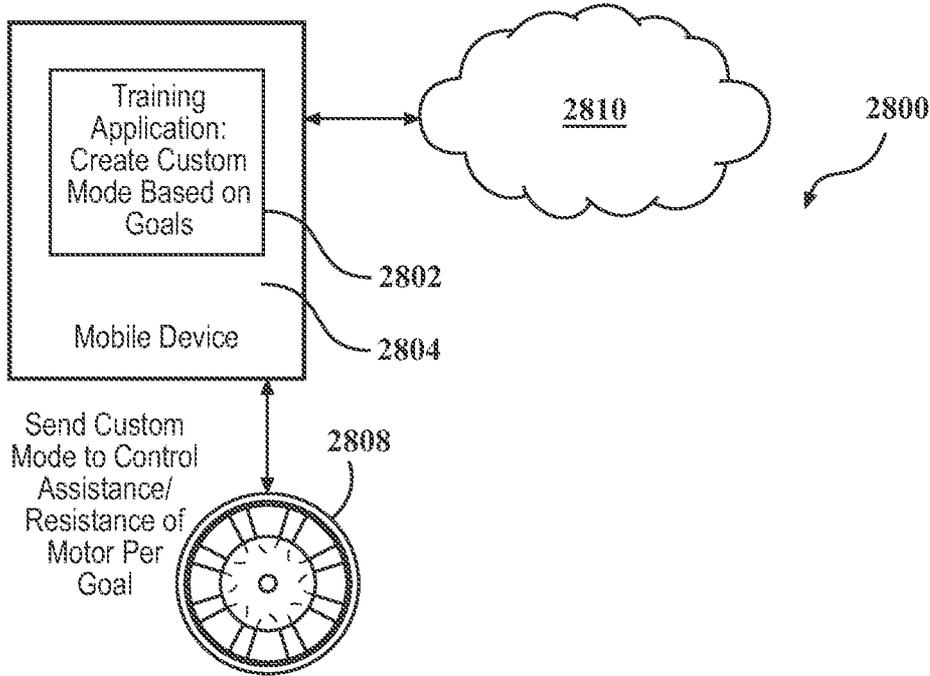 Training
Application:
Create Custom
Mode Based on
Goals
2810
2800
2802
Mobile Device
2804
Send Custom
Mode to Control
Assistance/
Resistance of
Motor Per
Goal
2808